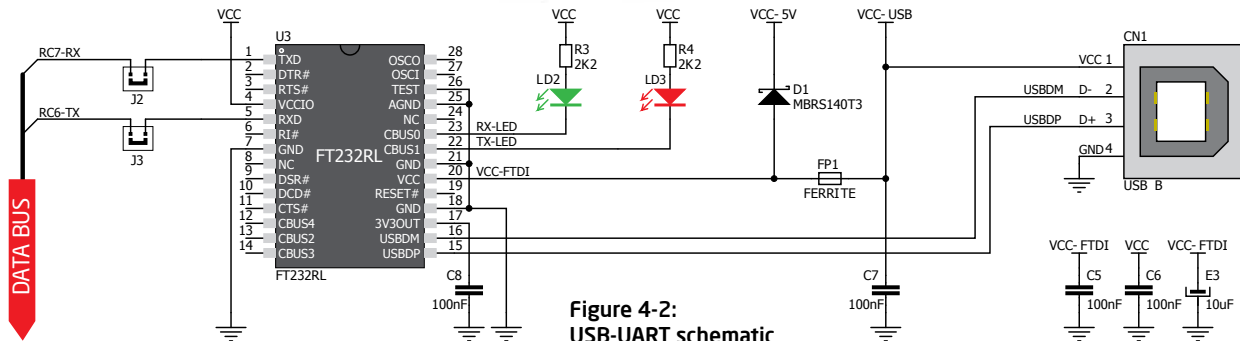 VCC
VCC
VCC
VCC-5V
VCC-USB
U3
CN1
RC7-RX
J2
RC6-TX
J3
DATA BUS
1 TXD
2 DTR#
3 RTS#
4 VCCIO
5 RXD
6 RI#
7 GND
8 NC
9 DSR#
10 DCD#
11 CTS#
12 CBUS4
13 CBUS2
14 CBUS3
FT232RL
OSCO 28
OSCI 27
TEST 26
AGND 25
NC 24
CBUS0 23
CBUS1 22
GND 21
VCC 20
RESET# 19
GND 18
3V3OUT 17
USBDM 16
USBDP 15
FT232RL
RX-LED
TX-LED
VCC-FTDI
R3
2K2
LD2
R4
2K2
LD3
D1
MBRS140T3
FP1
FERRITE
VCC 1
USBDM D- 2
USBDP D+ 3
GND 4
USB B
C8
100nF
C7
100nF
VCC-FTDI
C5
100nF
VCC
C6
100nF
VCC-FTDI
E3
10uF
Figure 4-2:
USB-UART schematic